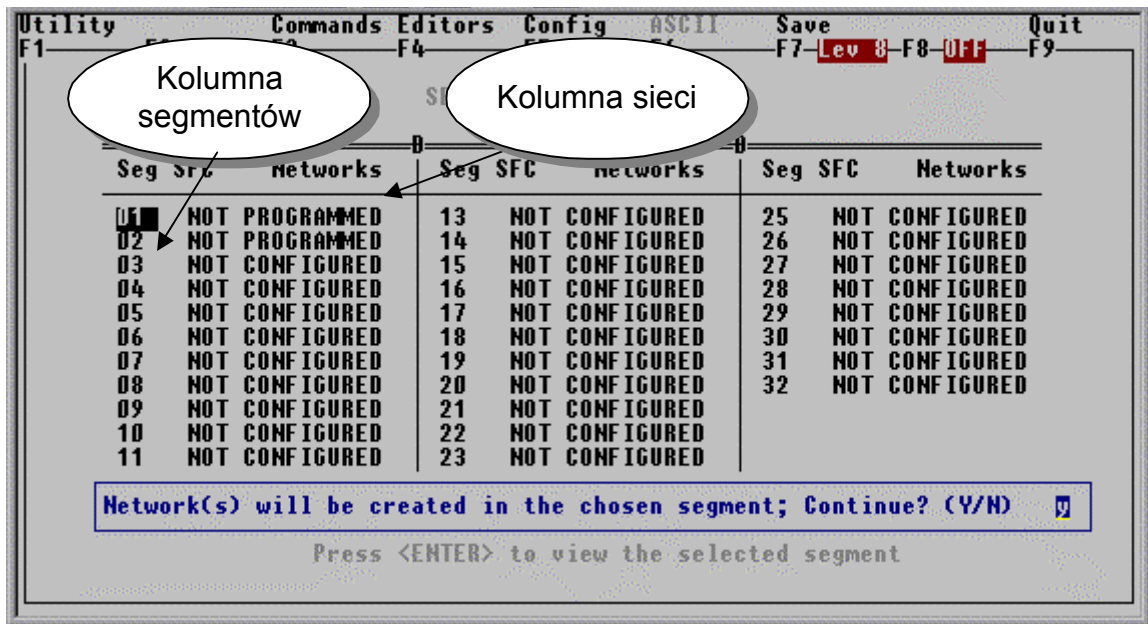 Utility Commands Editors Config ASCII Save Quit
F1 F4 F7 Lev 8 F8 OFF F9
Kolumna segmentów
Kolumna sieci
Seg SFC Networks Seg SFC Networks Seg SFC Networks
01 NOT PROGRAMMED 13 NOT CONFIGURED 25 NOT CONFIGURED
02 NOT PROGRAMMED 14 NOT CONFIGURED 26 NOT CONFIGURED
03 NOT CONFIGURED 15 NOT CONFIGURED 27 NOT CONFIGURED
04 NOT CONFIGURED 16 NOT CONFIGURED 28 NOT CONFIGURED
05 NOT CONFIGURED 17 NOT CONFIGURED 29 NOT CONFIGURED
06 NOT CONFIGURED 18 NOT CONFIGURED 30 NOT CONFIGURED
07 NOT CONFIGURED 19 NOT CONFIGURED 31 NOT CONFIGURED
08 NOT CONFIGURED 20 NOT CONFIGURED 32 NOT CONFIGURED
09 NOT CONFIGURED 21 NOT CONFIGURED
10 NOT CONFIGURED 22 NOT CONFIGURED
11 NOT CONFIGURED 23 NOT CONFIGURED
Network(s) will be created in the chosen segment; Continue? (Y/N) y
Press <ENTER> to view the selected segment